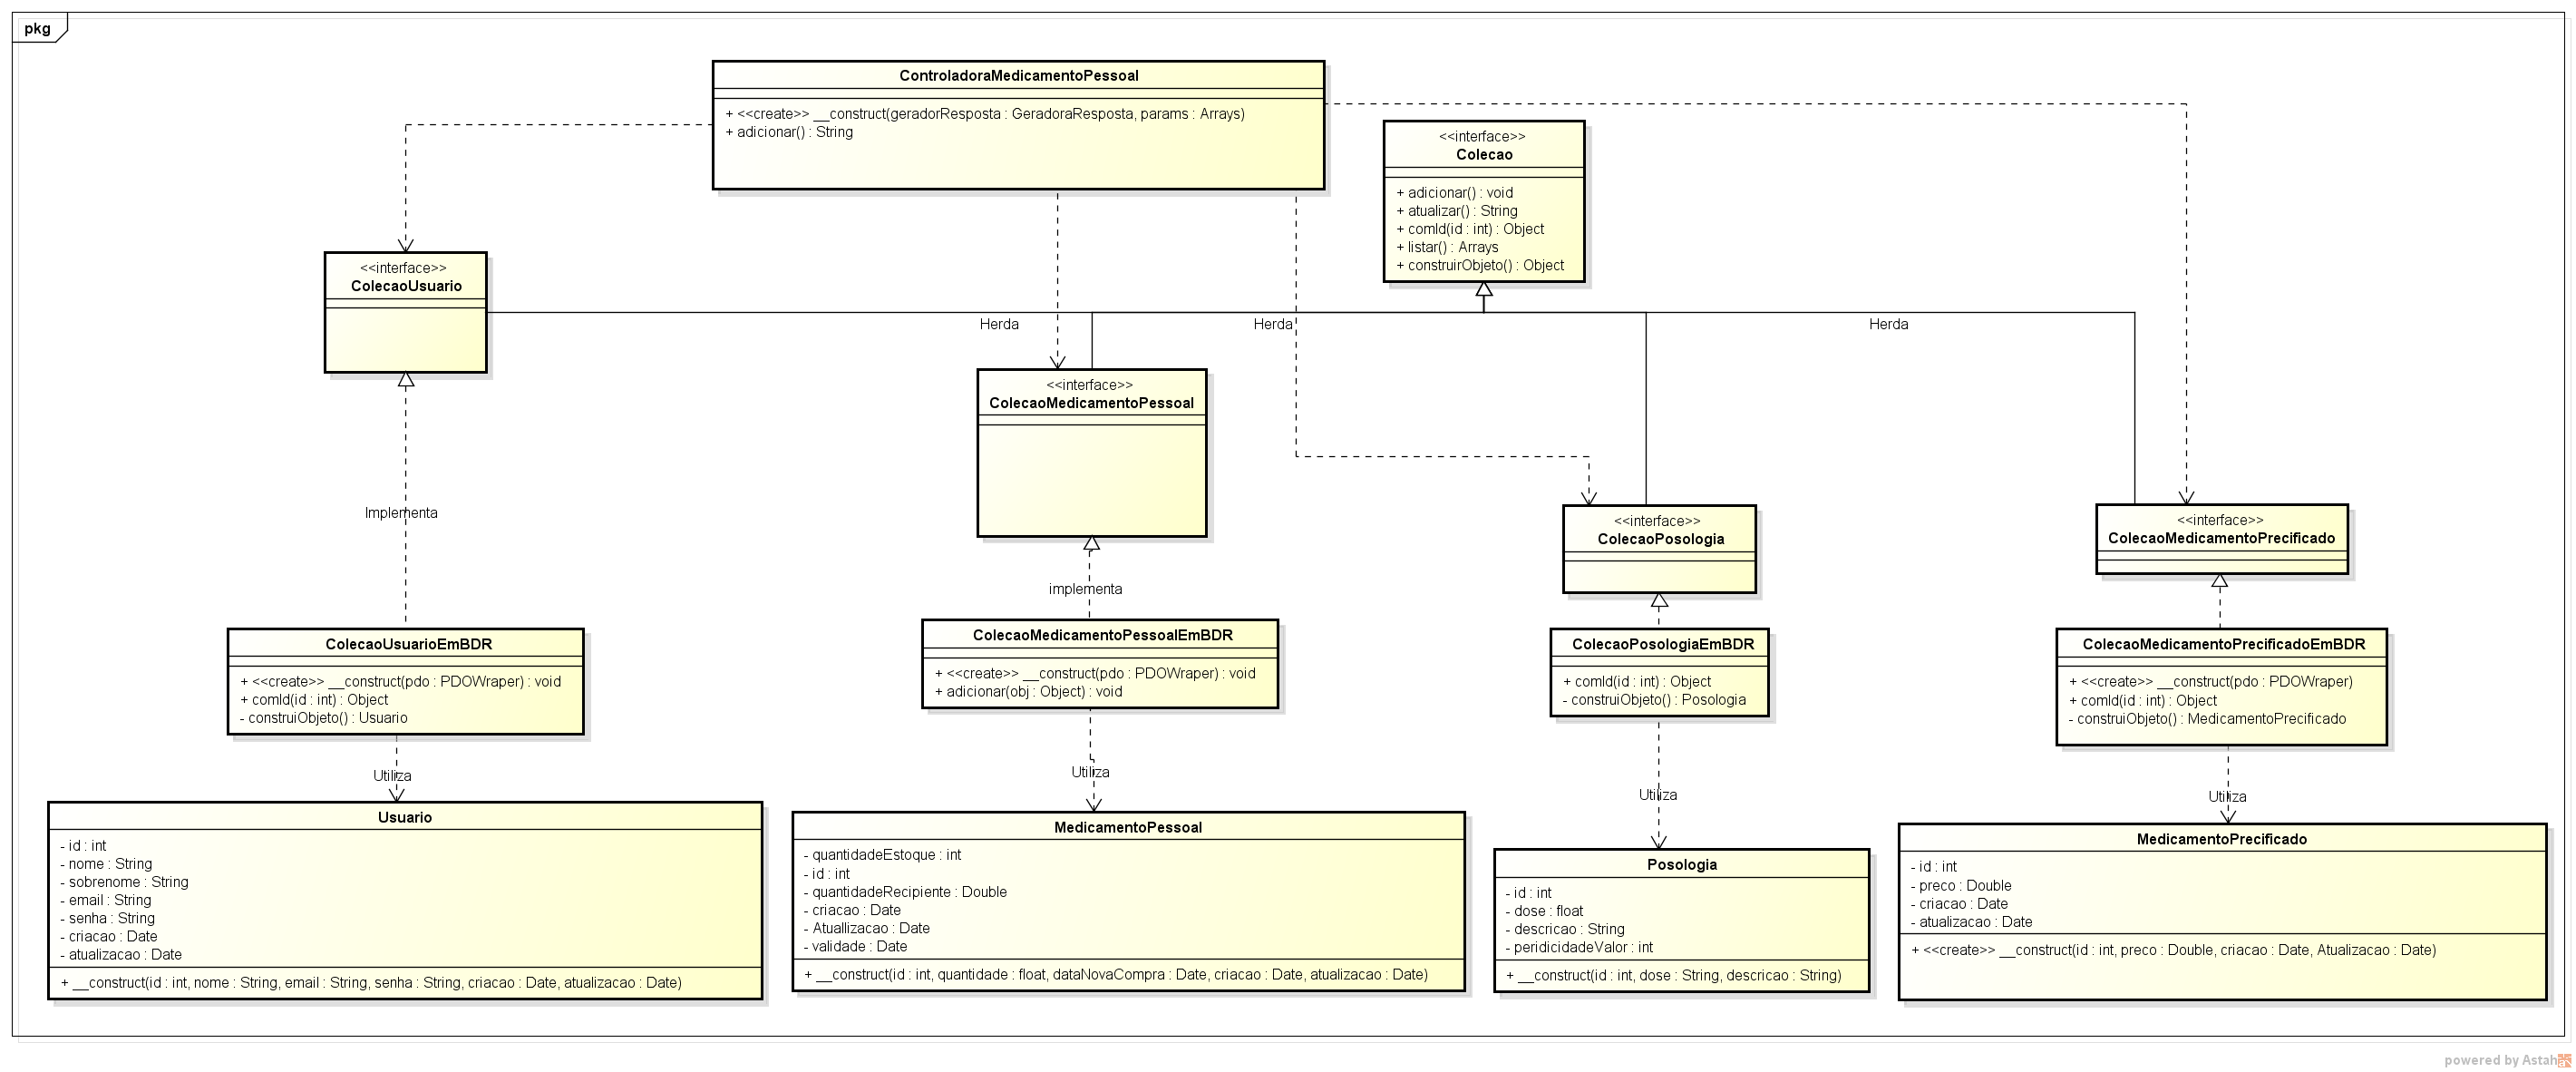 pkg
ControladoraMedicamentoPessoal
+ <<create>> __construct(geradorResposta : GeradoraResposta, params : Arrays)
+ adicionar() : String
<<interface>>
Colecao
+ adicionar() : void
+ atualizar() : String
+ comId(id : int) : Object
+ listar() : Arrays
+ construirObjeto() : Object
<<interface>>
ColecaoUsuario
Herda
Herda
Herda
<<interface>>
ColecaoMedicamentoPessoal
Implementa
<<interface>>
ColecaoPosologia
<<interface>>
ColecaoMedicamentoPrecificado
implementa
ColecaoUsuarioEmBDR
+ <<create>> __construct(pdo : PDOWraper) : void
+ comId(id : int) : Object
- construiObjeto() : Usuario
ColecaoMedicamentoPessoalEmBDR
+ <<create>> __construct(pdo : PDOWraper) : void
+ adicionar(obj : Object) : void
ColecaoPosologiaEmBDR
+ comId(id : int) : Object
- construiObjeto() : Posologia
ColecaoMedicamentoPrecificadoEmBDR
+ <<create>> __construct(pdo : PDOWraper)
+ comId(id : int) : Object
- construiObjeto() : MedicamentoPrecificado
Utiliza
Utiliza
Utiliza
Utiliza
Usuario
- id : int
- nome : String
- sobrenome : String
- email : String
- senha : String
- criacao : Date
- atualizacao : Date
+ __construct(id : int, nome : String, email : String, senha : String, criacao : Date, atualizacao : Date)
MedicamentoPessoal
- quantidadeEstoque : int
- id : int
- quantidadeRecipiente : Double
- criacao : Date
- Atuallizacao : Date
- validade : Date
+ __construct(id : int, quantidade : float, dataNovaCompra : Date, criacao : Date, atualizacao : Date)
Posologia
- id : int
- dose : float
- descricao : String
- peridicidadeValor : int
+ __construct(id : int, dose : String, descricao : String)
MedicamentoPrecificado
- id : int
- preco : Double
- criacao : Date
- atualizacao : Date
+ <<create>> __construct(id : int, preco : Double, criacao : Date, Atualizacao : Date)
powered by Astah